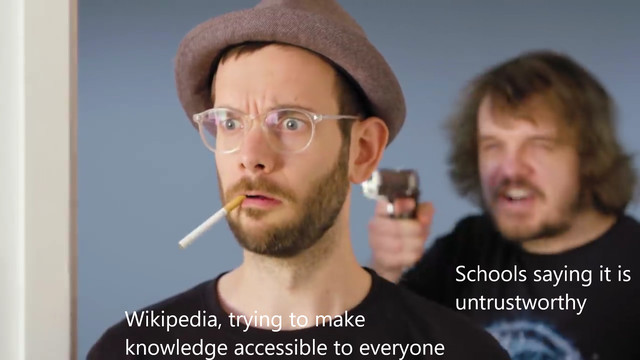 Schools saying it is
untrustworthy
Wikipedia, trying to make
knowledge accessible to everyone